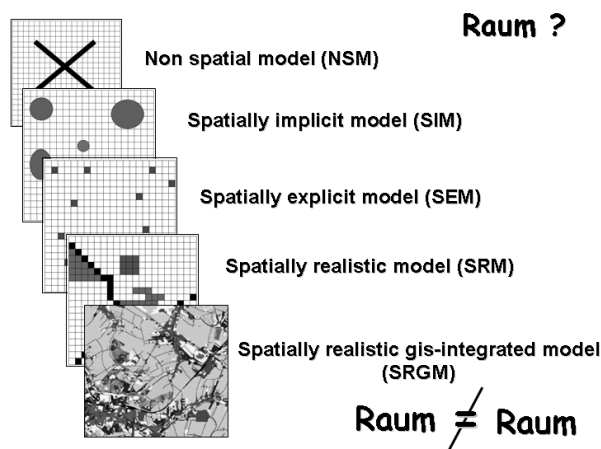 Raum ?
Non spatial model (NSM)
Spatially implicit model (SIM)
Spatially explicit model (SEM)
Spatially realistic model (SRM)
Spatially realistic gis-integrated model
(SRGM)
Raum ≠ Raum